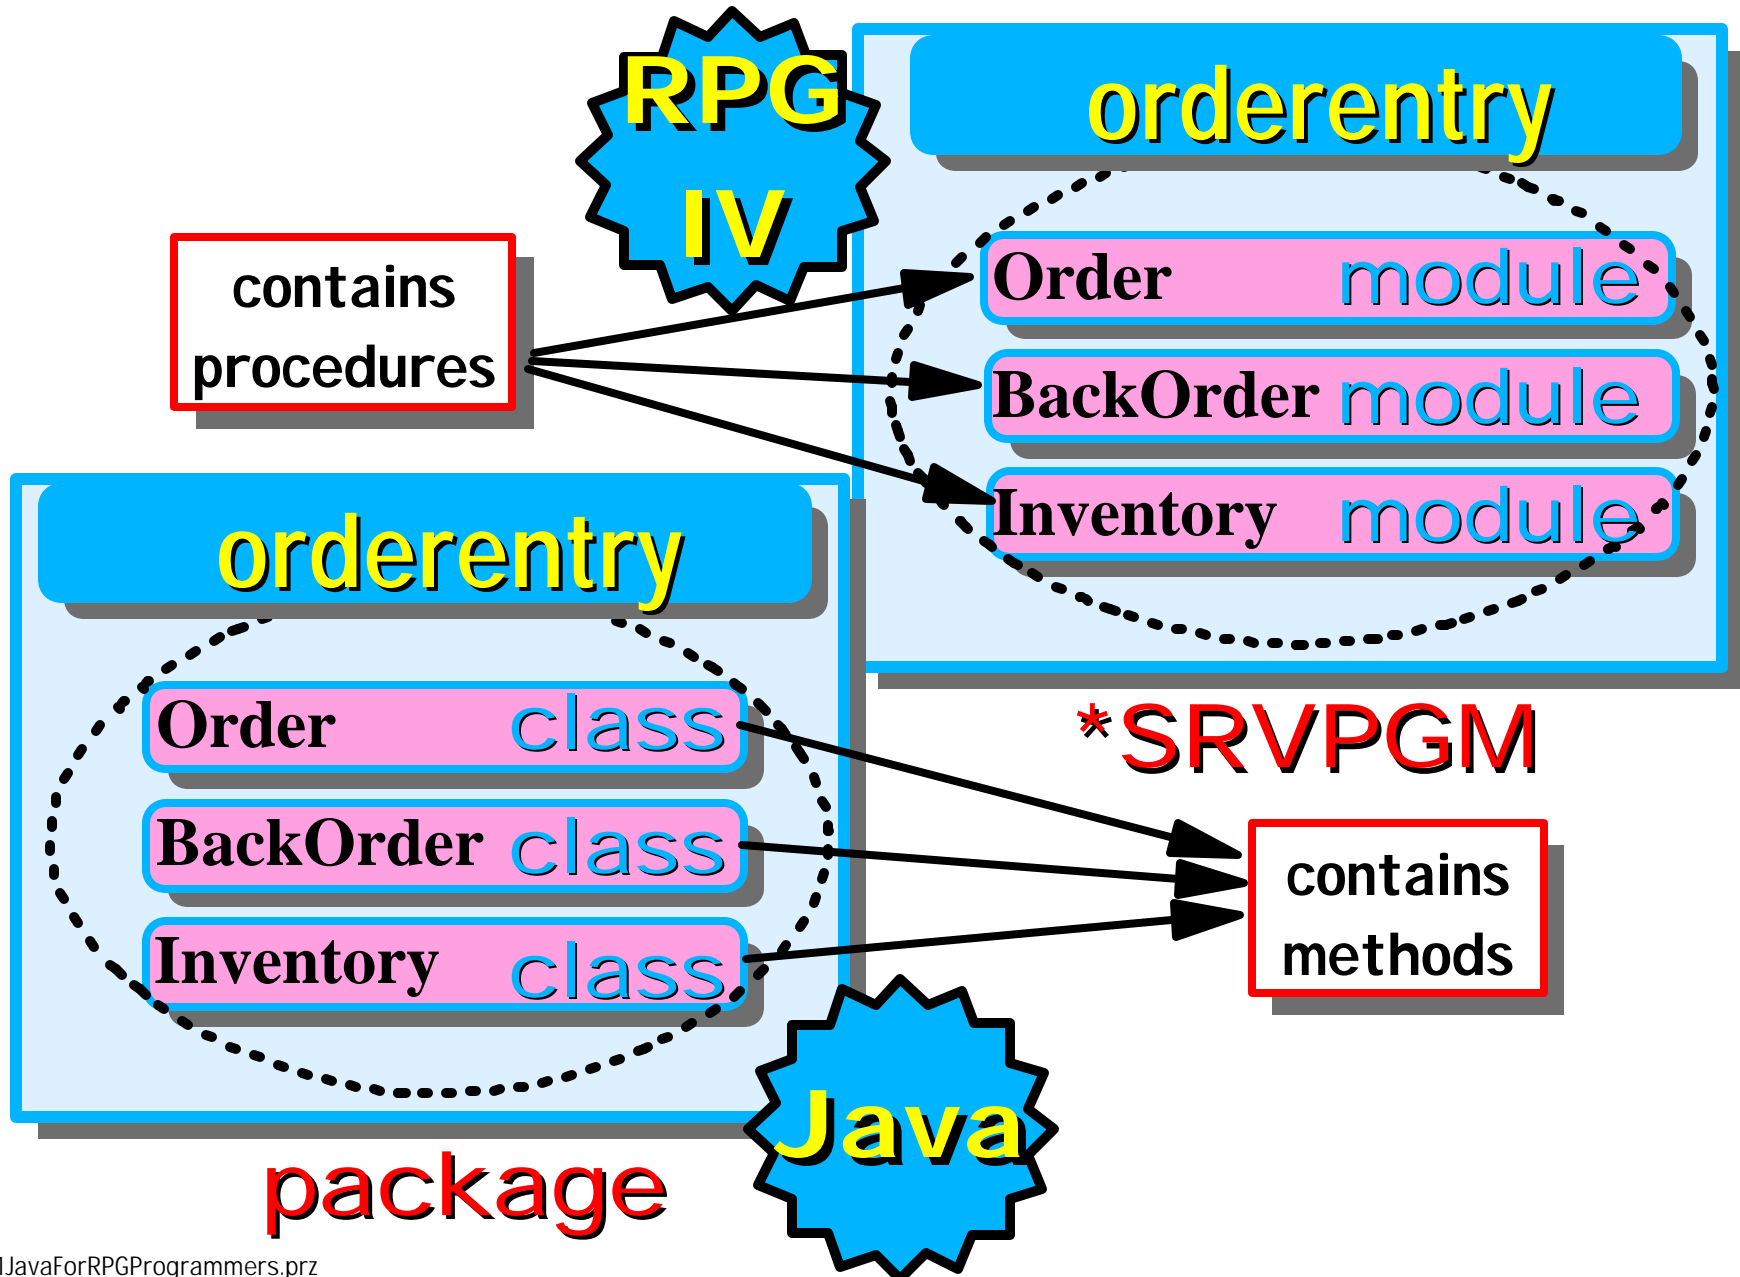 RPG
IV
orderentry
contains
procedures
Order module
BackOrder module
Inventory module
*SRVPGM
orderentry
Order class
BackOrder class
Inventory class
contains
methods
Java
package
JavaForRPGProgrammers.prz